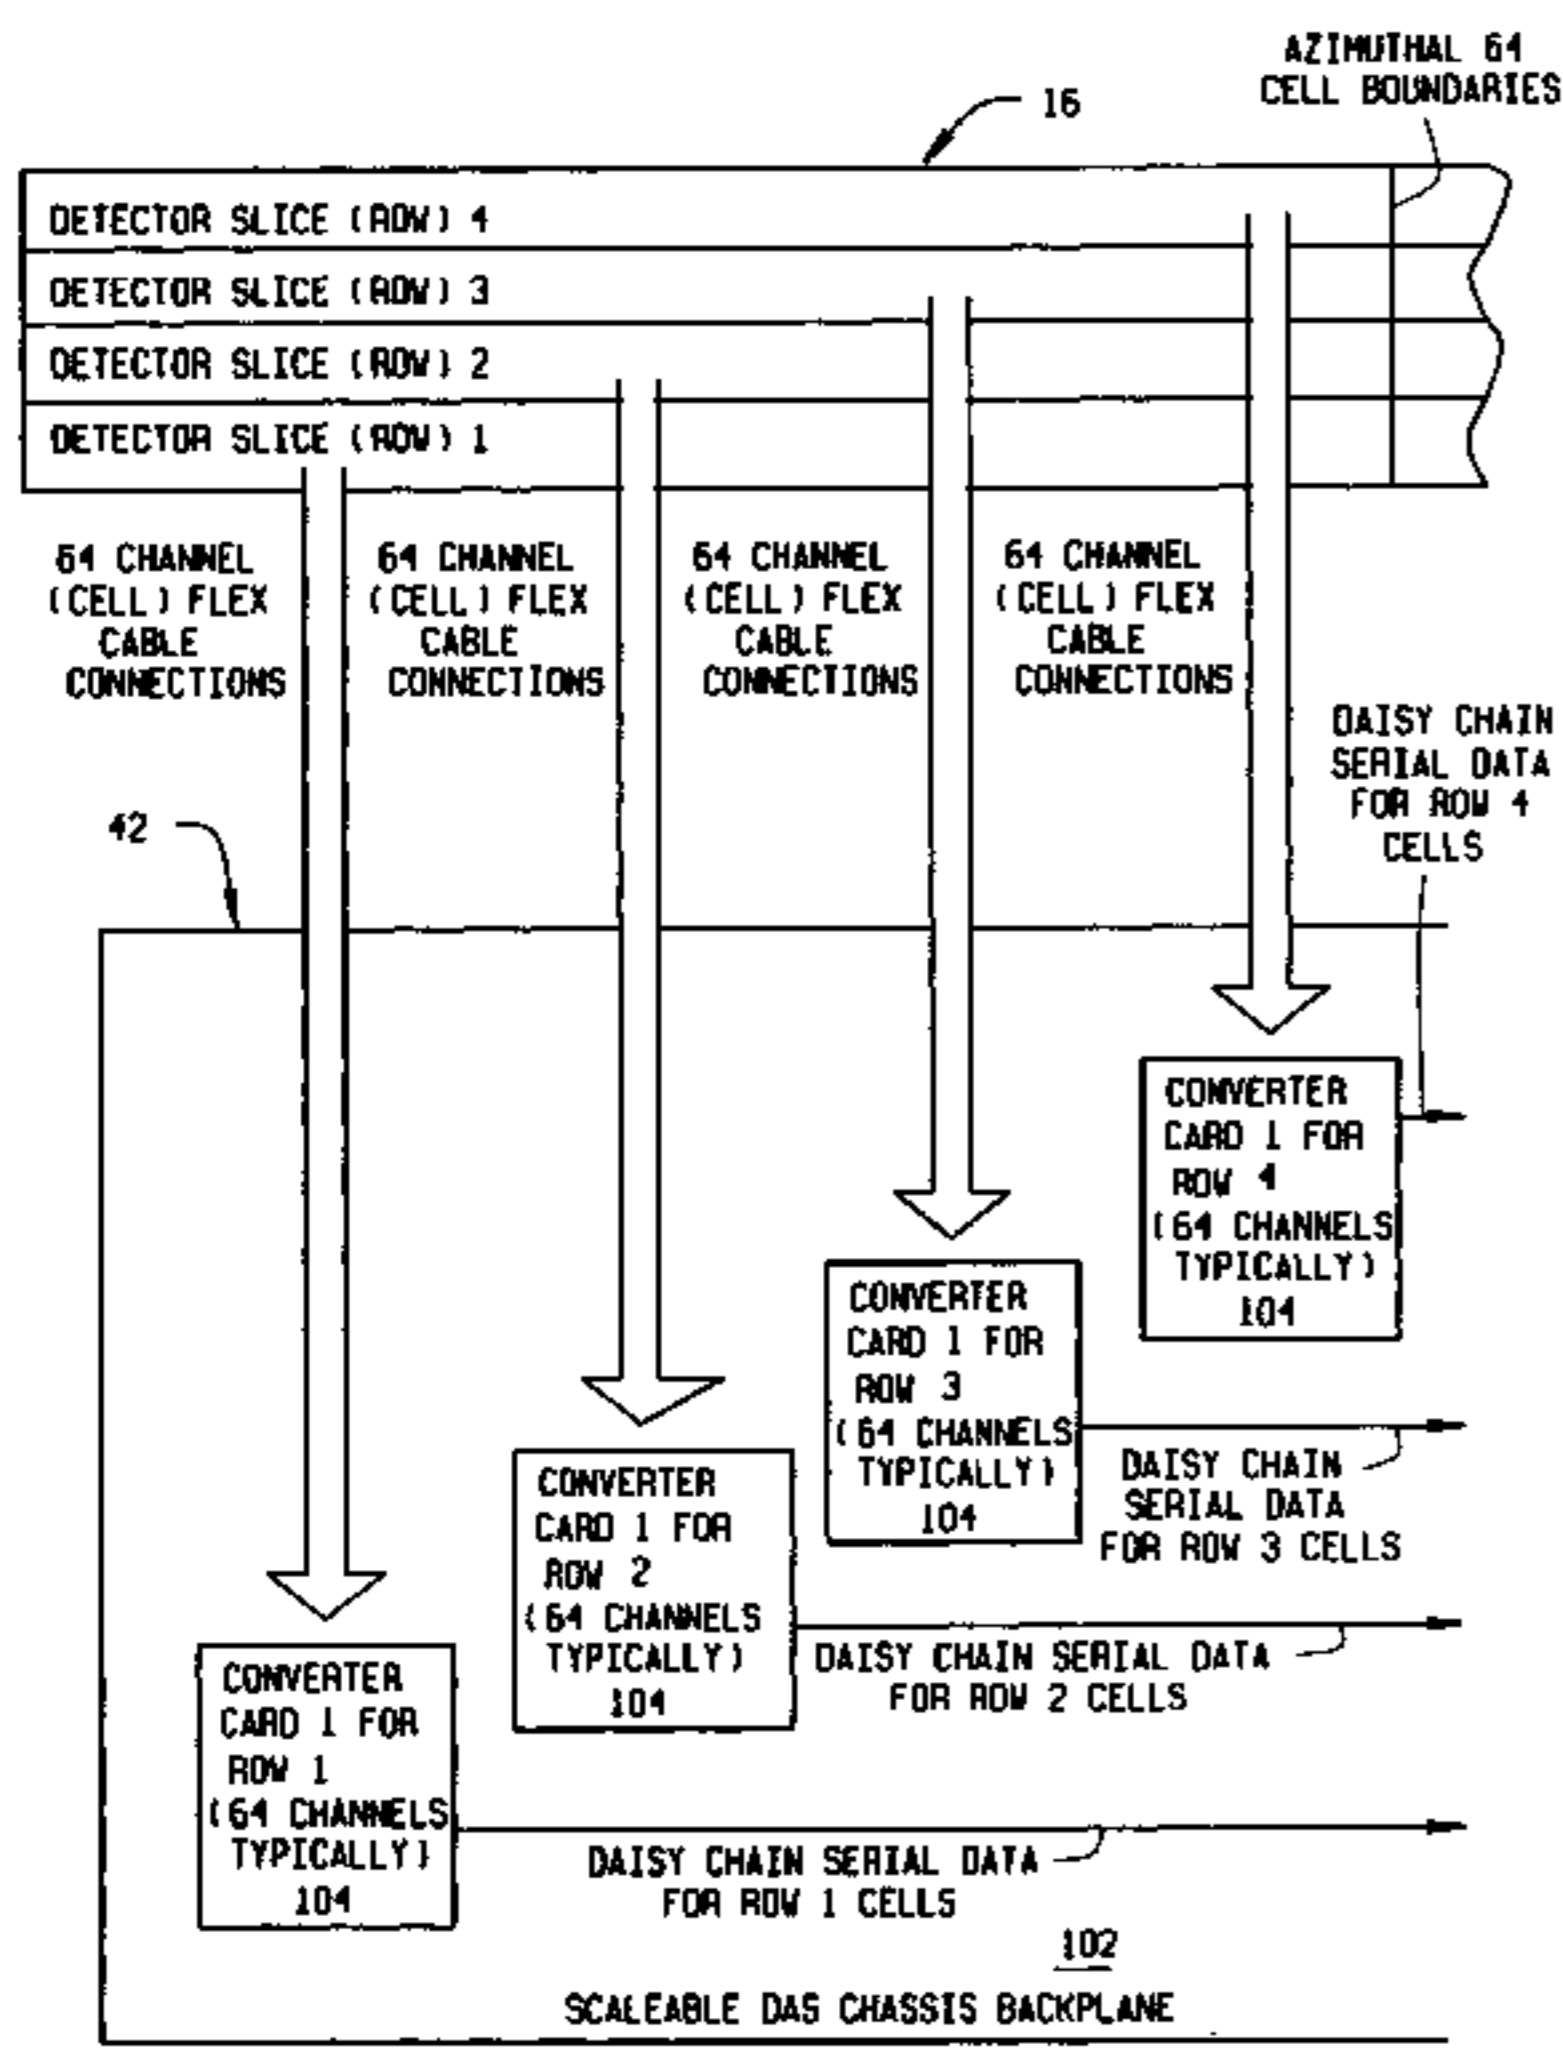 AZIMUTHAL 64
CELL BOUNDARIES
16
DETECTOR SLICE (ROW) 4
DETECTOR SLICE (ROW) 3
DETECTOR SLICE (ROW) 2
DETECTOR SLICE (ROW) 1
64 CHANNEL
(CELL) FLEX
CABLE
CONNECTIONS
64 CHANNEL
(CELL) FLEX
CABLE
CONNECTIONS
64 CHANNEL
(CELL) FLEX
CABLE
CONNECTIONS
64 CHANNEL
(CELL) FLEX
CABLE
CONNECTIONS
DAISY CHAIN
SERIAL DATA
FOR ROW 4
CELLS
42
CONVERTER
CARD 1 FOR
ROW 4
(64 CHANNELS
TYPICALLY)
104
CONVERTER
CARD 1 FOR
ROW 3
(64 CHANNELS
TYPICALLY)
104
DAISY CHAIN
SERIAL DATA
FOR ROW 3 CELLS
CONVERTER
CARD 1 FOR
ROW 2
(64 CHANNELS
TYPICALLY)
104
DAISY CHAIN SERIAL DATA
FOR ROW 2 CELLS
CONVERTER
CARD 1 FOR
ROW 1
(64 CHANNELS
TYPICALLY)
104
DAISY CHAIN SERIAL DATA
FOR ROW 1 CELLS
102
SCALEABLE DAS CHASSIS BACKPLANE